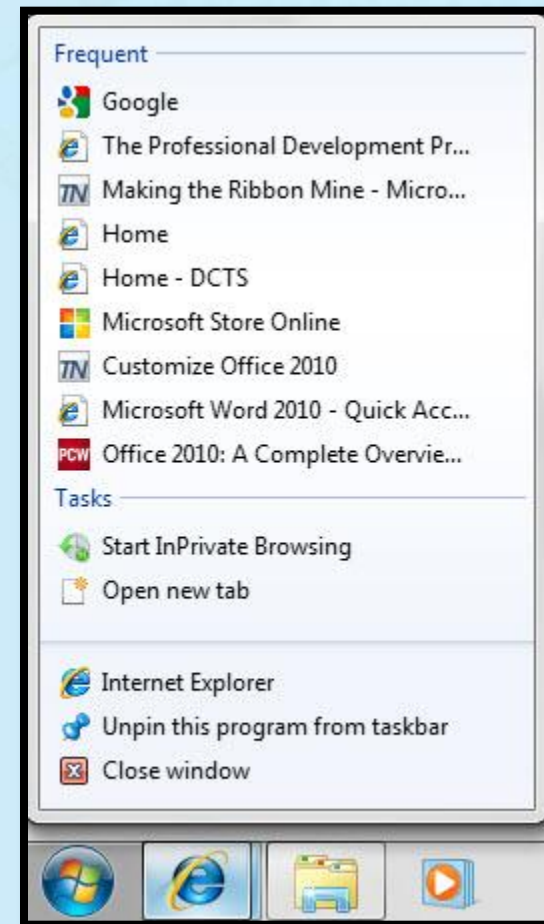 Frequent
Google
The Professional Development Pr...
TN Making the Ribbon Mine - Micro...
Home
Home - DCTS
Microsoft Store Online
TN Customize Office 2010
Microsoft Word 2010 - Quick Acc...
PCW Office 2010: A Complete Overvie...
Tasks
Start InPrivate Browsing
Open new tab
Internet Explorer
Unpin this program from taskbar
Close window